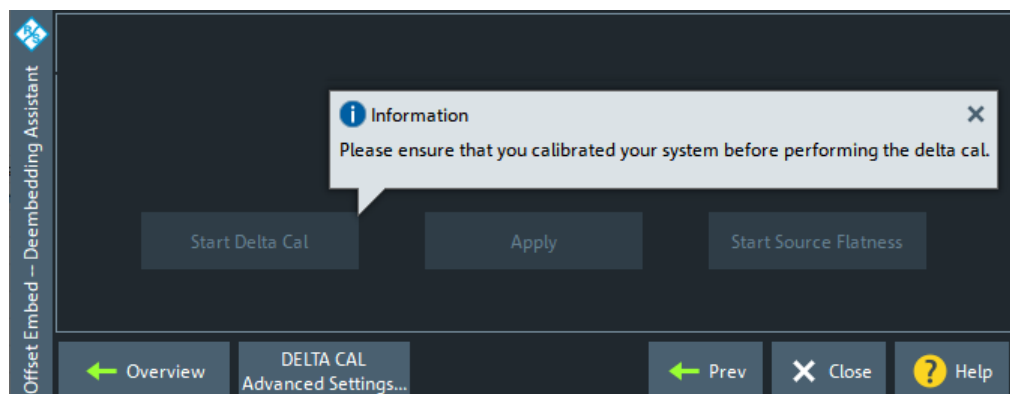 R&S
Offset Embed -- Deembedding Assistant
Information
Please ensure that you calibrated your system before performing the delta cal.
Start Delta Cal
Apply
Start Source Flatness
Overview
DELTA CAL
Advanced Settings...
Prev
Close
? Help